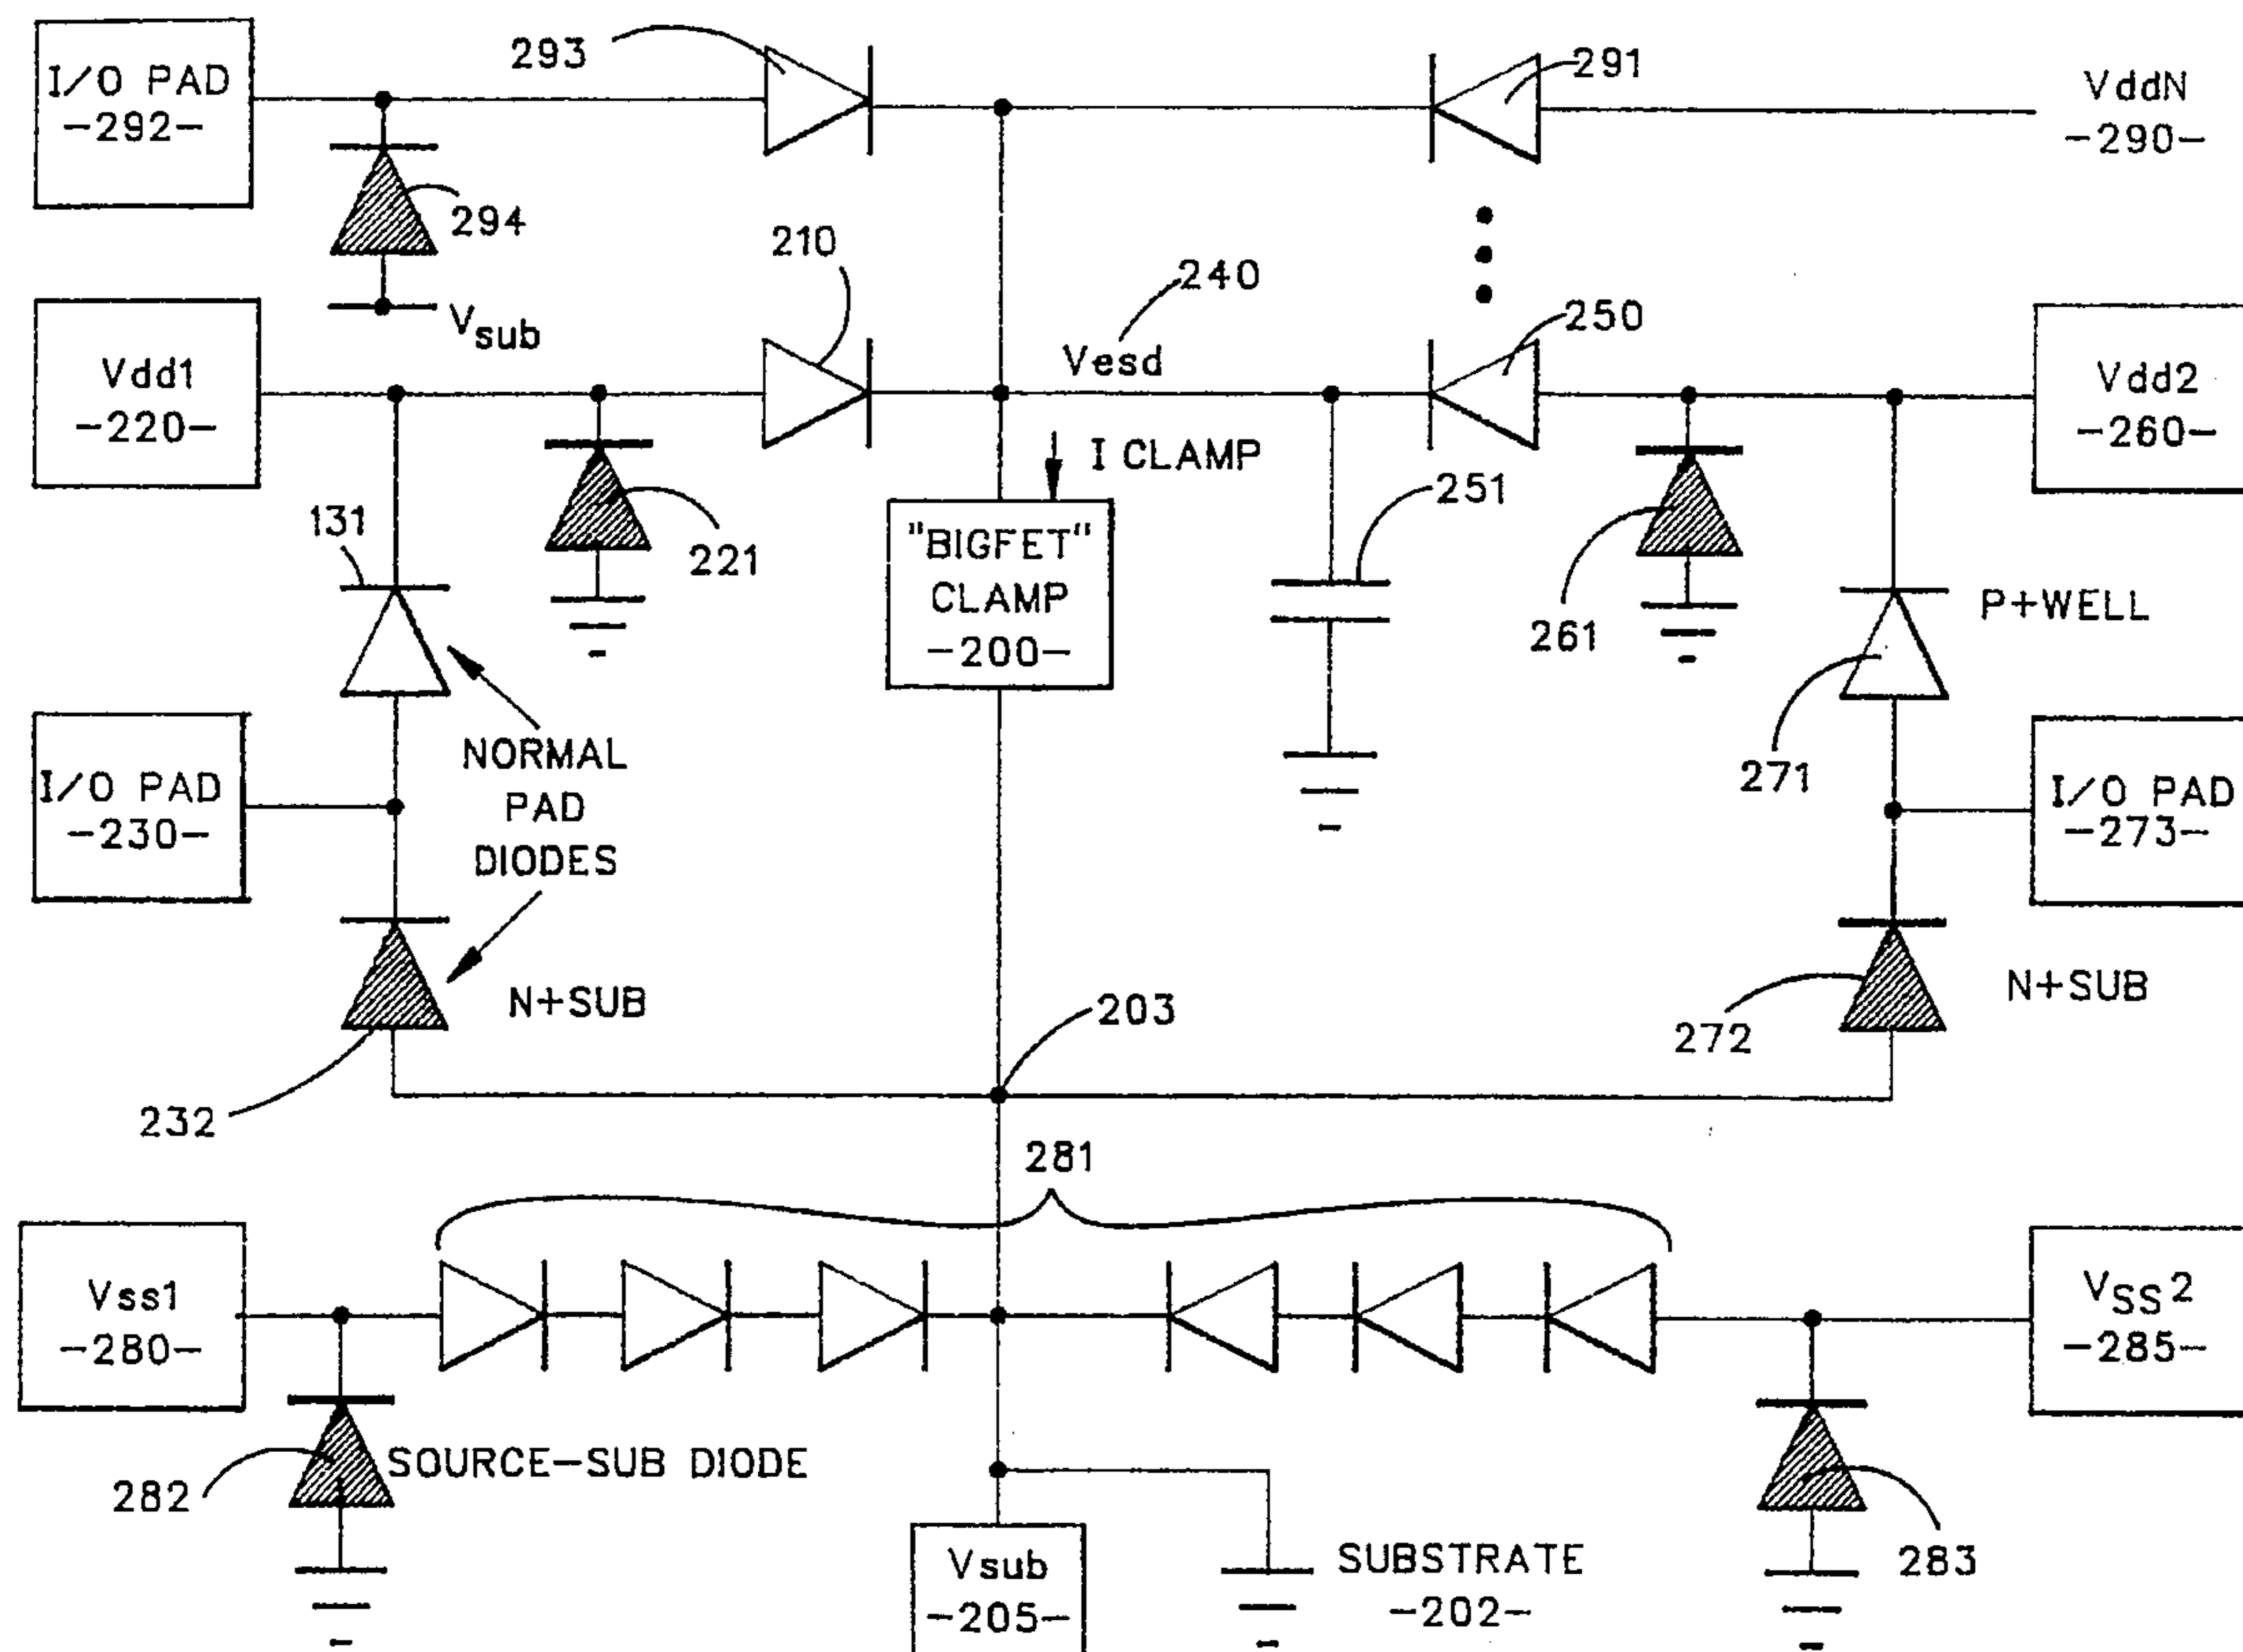 I/O PAD
-292-
293
291
VddN
-290-
294
Vsub
210
240
Vesd
250
Vdd1
-220-
Vdd2
-260-
I CLAMP
251
131
221
"BIGFET"
CLAMP
-200-
261
P+WELL
271
NORMAL
PAD
DIODES
I/O PAD
-230-
I/O PAD
-273-
N+SUB
203
272
N+SUB
232
281
Vss1
-280-
VSS2
-285-
SOURCE-SUB DIODE
282
283
Vsub
-205-
SUBSTRATE
-202-